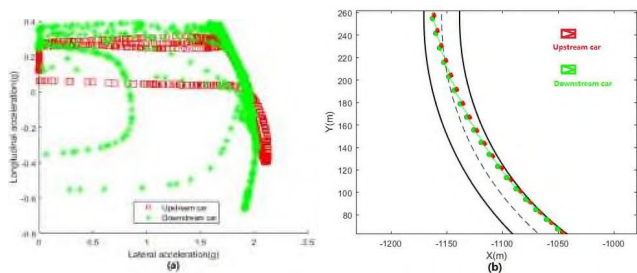 (a)
0.4
0.2
0
-0.2
-0.4
-0.6
-0.8
Longitudinal acceleration(g)
Upstream car
Downstream car
0
0.5
1
1.5
2
2.5
Lateral acceleration(g)
(a)
260
240
220
200
180
160
140
120
100
80
Y(m)
Upstream car
Downstream car
-1200
-1150
-1100
-1050
-1000
X(m)
(b)